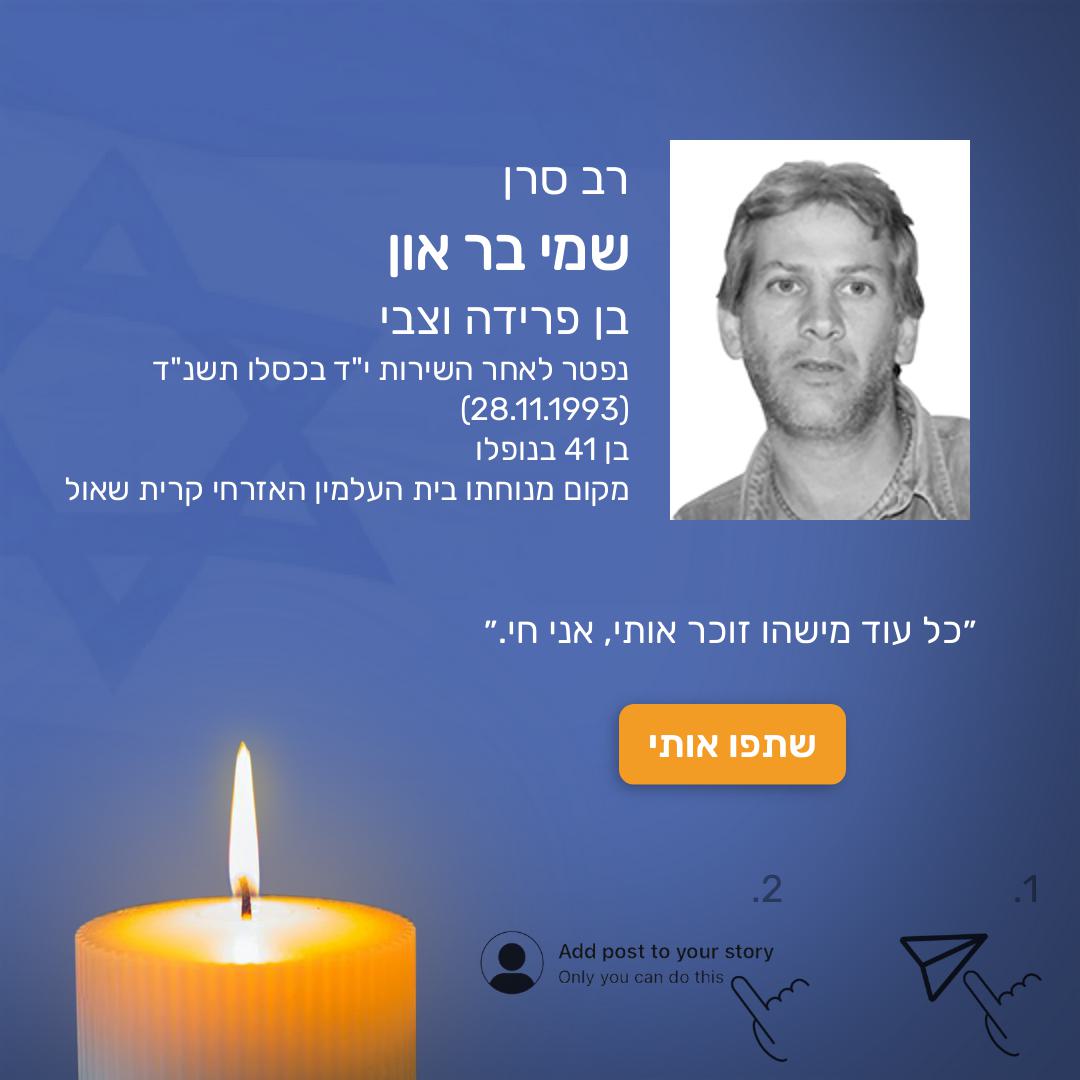 רב סרן
שמי בר און
בן פרידה וצבי
נפטר לאחר השירות י"ד בכסלו תשנ"ד
(28.11.1993)
בן 41 בנופלו
מקום מנוחתו בית העלמין האזרחי קרית שאול
״כל עוד מישהו זוכר אותי, אני חי.״
שתפו אותי
1.
2.
Add post to your story
Only you can do this